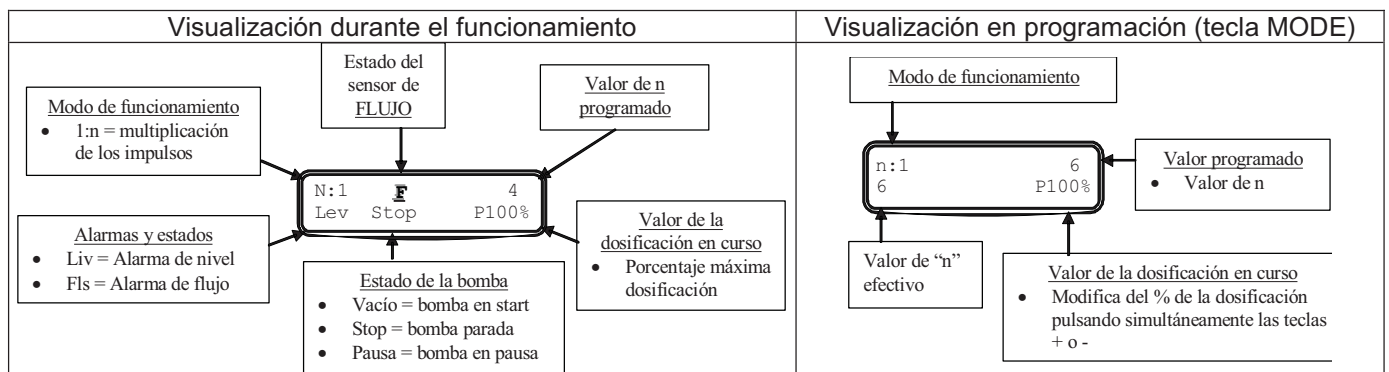 Visualización durante el funcionamiento
Visualización en programación (tecla MODE)
Estado del
sensor de
FLUJO
Valor de n
programado
Modo de funcionamiento
• 1:n = multiplicación
de los impulsos
N:1 F 4
Lev Stop P100%
Alarmas y estados
• Liv = Alarma de nivel
• Fls = Alarma de flujo
Estado de la bomba
• Vacío = bomba en start
• Stop = bomba parada
• Pausa = bomba en pausa
Valor de la
dosificación en curso
• Porcentaje máxima
dosificación
Modo de funcionamiento
n:1 6
6 P100%
Valor programado
• Valor de n
Valor de “n”
efectivo
Valor de la dosificación en curso
• Modifica del % de la dosificación
pulsando simultáneamente las teclas
+ o -